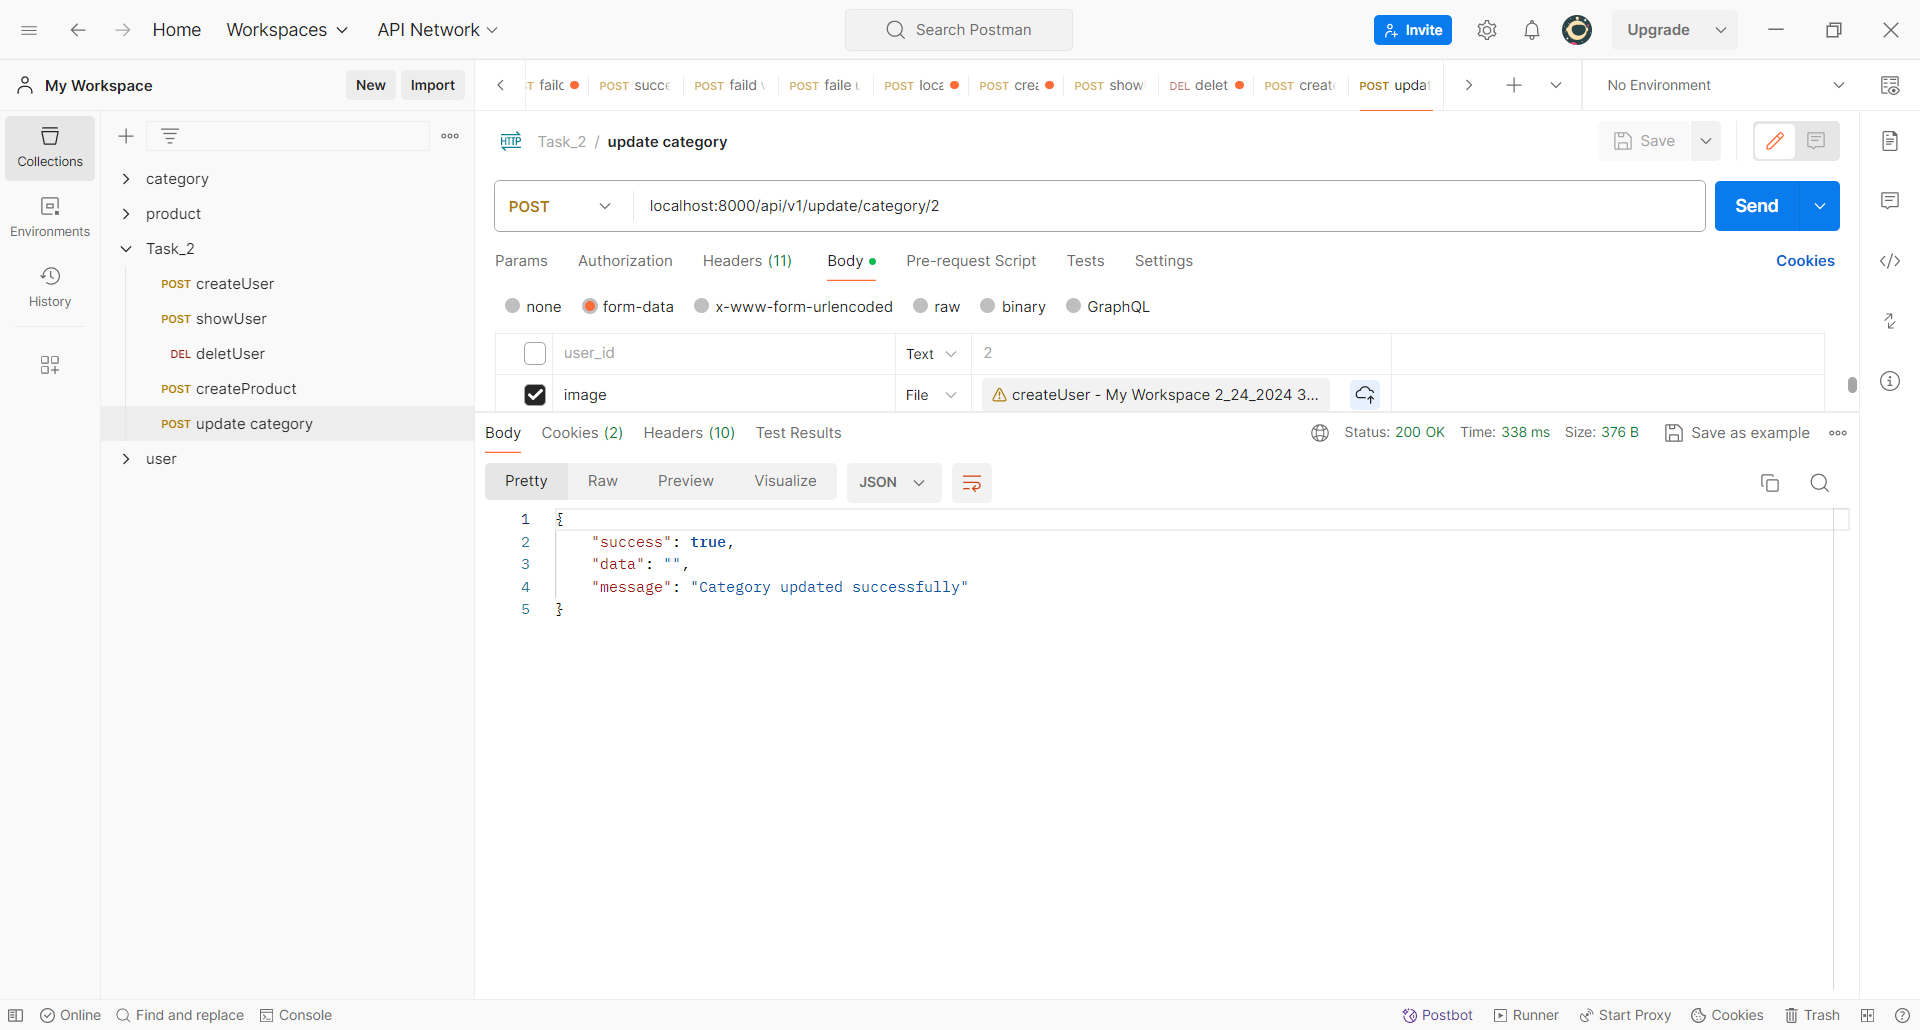 Home Workspaces API Network Search Postman Invite Upgrade
My Workspace New Import
failc POST succe POST faild POST faile u POST loca POST crea POST show DEL delet POST create POST updat No Environment
Collections
Environments
History
category
product
Task_2
POST createUser
POST showUser
DEL deletUser
POST createProduct
POST update category
user
HTTP Task_2 / update category Save
POST localhost:8000/api/v1/update/category/2 Send
Params Authorization Headers (11) Body Pre-request Script Tests Settings Cookies
none form-data x-www-form-urlencoded raw binary GraphQL
user_id Text 2
image File createUser - My Workspace 2_24_2024 3...
Body Cookies (2) Headers (10) Test Results Status: 200 OK Time: 338 ms Size: 376 B Save as example
Pretty Raw Preview Visualize JSON
1 {
2 "success": true,
3 "data": "",
4 "message": "Category updated successfully"
5 }
Online Find and replace Console Postbot Runner Start Proxy Cookies Trash